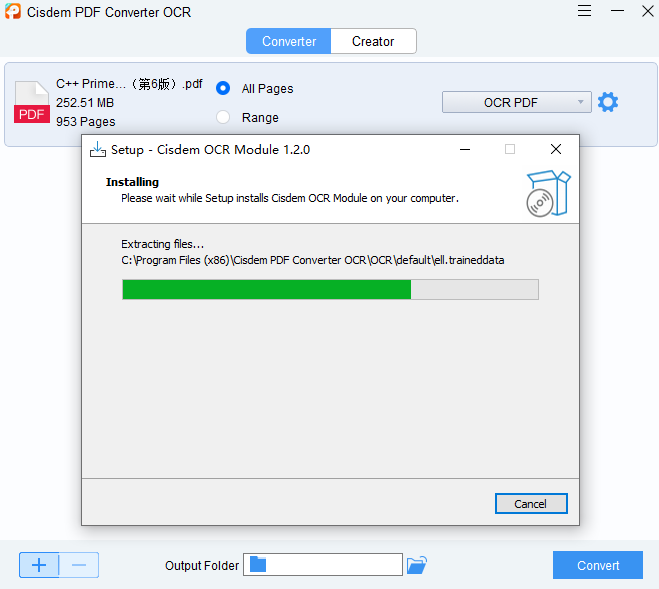 Cisdem PDF Converter OCR
Converter
Creator
C++ Prime...（第6版）.pdf
252.51 MB
953 Pages
PDF
All Pages
Range
OCR PDF
Setup - Cisdem OCR Module 1.2.0
Installing
Please wait while Setup installs Cisdem OCR Module on your computer.
Extracting files...
C:\Program Files (x86)\Cisdem PDF Converter OCR\OCR\default\ell.traineddata
Cancel
Output Folder
Convert